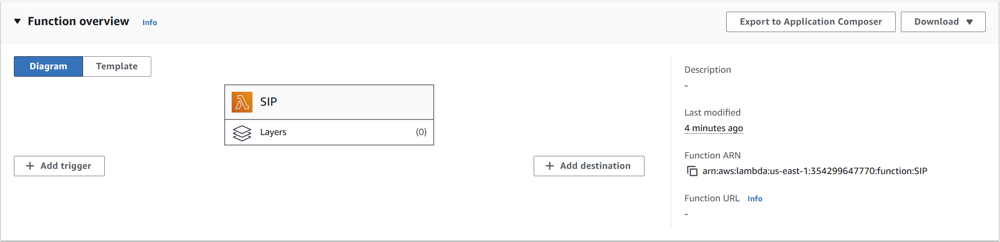 Function overview Info
Export to Application Composer
Download
Diagram
Template
SIP
Layers (0)
Add trigger
Add destination
Description
-
Last modified
4 minutes ago
Function ARN
arn:aws:lambda:us-east-1:354299647770:function:SIP
Function URL Info
-